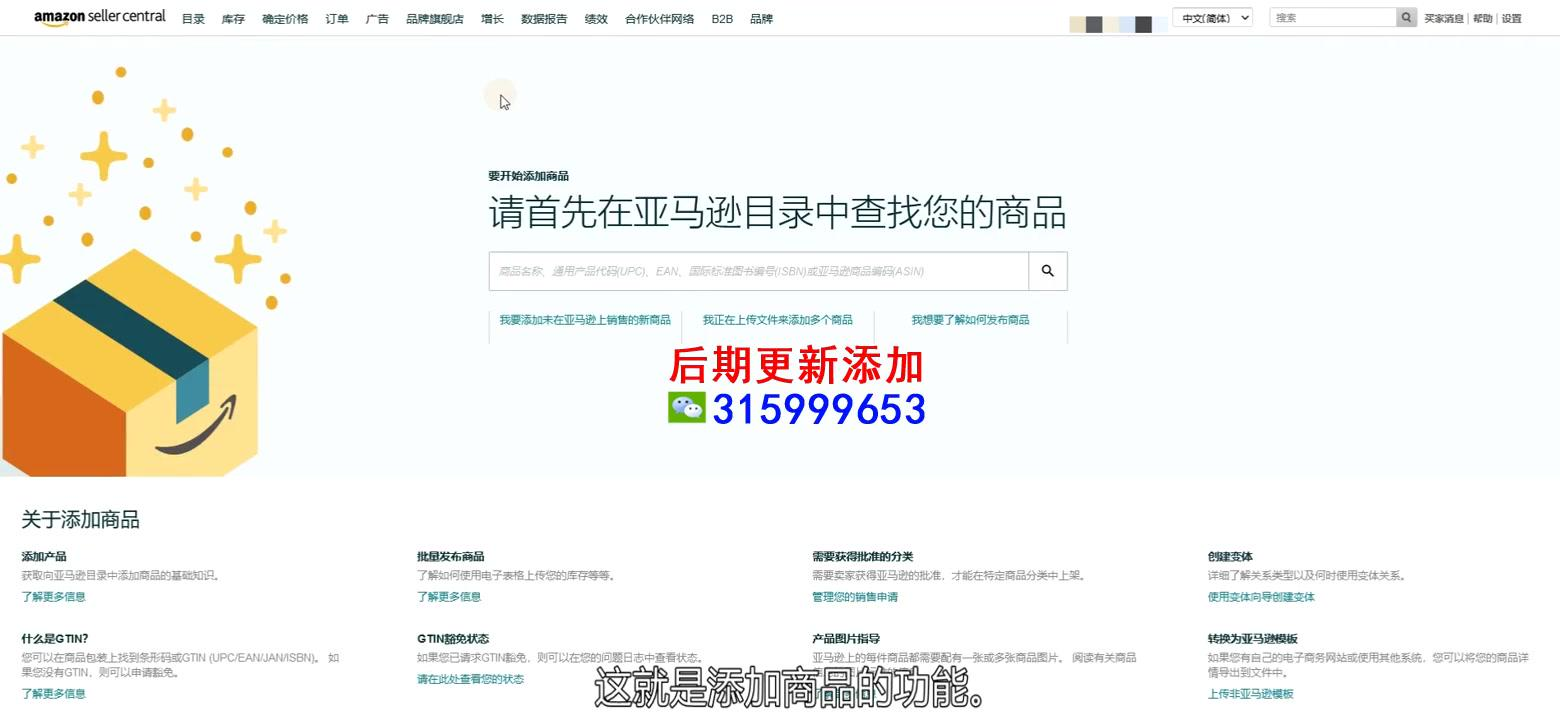 amazon seller central 目录 库存 确定价格 订单 广告 品牌旗舰店 增长 数据报告 绩效 合作伙伴网络 B2B 品牌 中文(简体) 搜索 买家消息 | 帮助 | 设置
要开始添加商品
请首先在亚马逊目录中查找您的商品
商品名称、通用产品代码(UPC)、EAN、国际标准图书编号(ISBN)或亚马逊商品编码(ASIN)
我要添加未在亚马逊上销售的新商品 我正在上传文件来添加多个商品 我想要了解如何发布商品
后期更新添加
315999653
关于添加商品
添加产品 批量发布商品 需要获得批准的分类 创建变体
获取向亚马逊目录中添加商品的基础知识。 了解如何使用电子表格上传您的库存等等。 需要卖家获得亚马逊的批准，才能在特定商品分类中上架。 详细了解关系类型以及何时使用变体关系。
了解更多信息 了解更多信息 管理您的销售申请 使用变体向导创建变体
什么是GTIN? GTIN豁免状态 产品图片指导 转换为亚马逊模板
您可以在商品包装上找到条形码或GTIN (UPC/EAN/JAN/ISBN)。 如 如果您已请求GTIN豁免，则可以在您的问题日志中查看状态。 亚马逊上的每件商品都需要配有一张或多张商品图片。 阅读有关商品 如果您有自己的电子商务网站或使用其他系统，您可以将您的商品详
果您没有GTIN，则可以申请豁免。 请在此处查看您的状态 情导出到文件中。
了解更多信息 上传非亚马逊模板
这就是添加商品的功能。